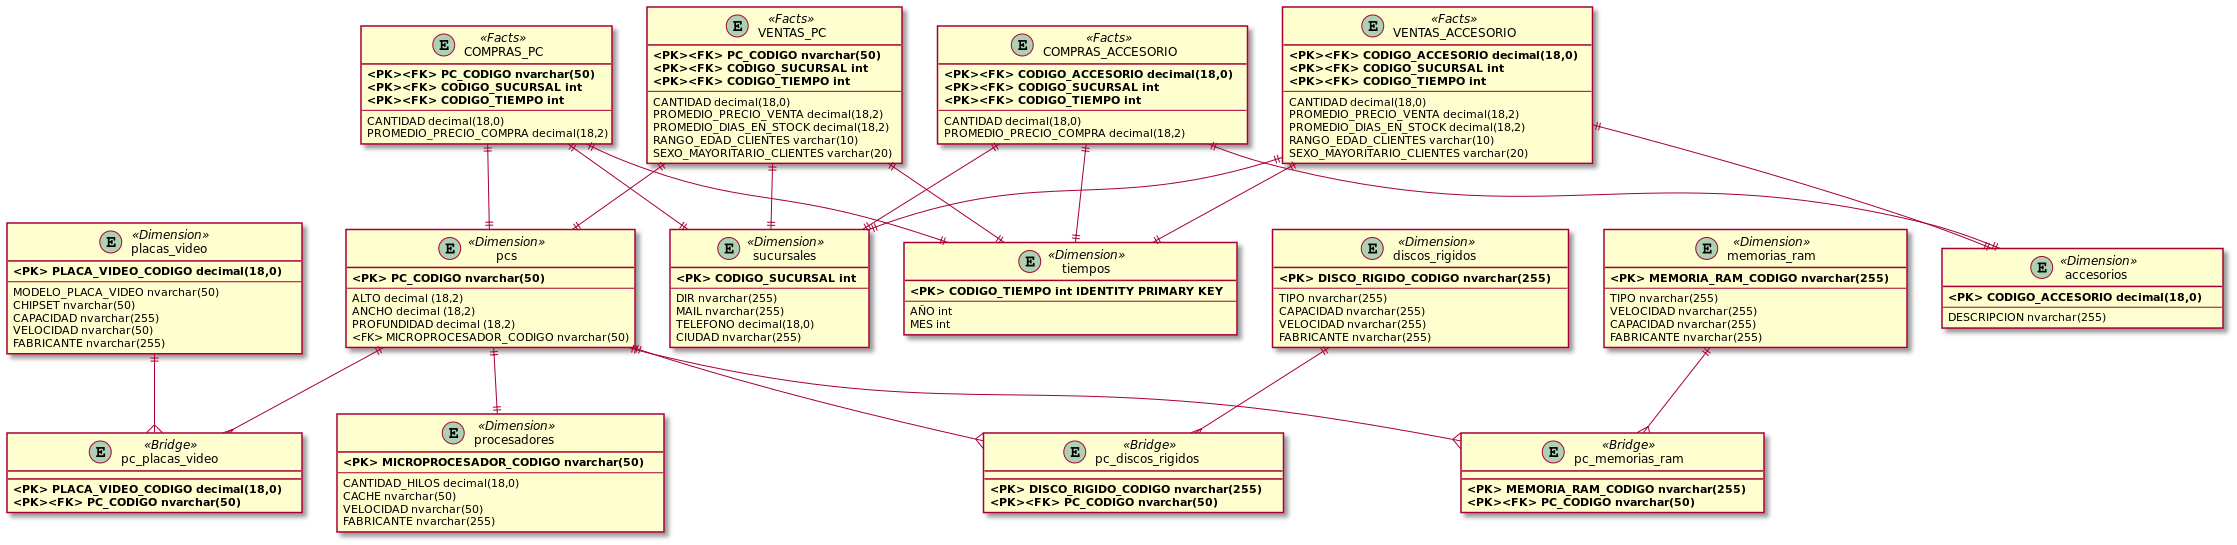 E
«Facts»
COMPRAS_PC
<PK><FK> PC_CODIGO nvarchar(50)
<PK><FK> CODIGO_SUCURSAL int
<PK><FK> CODIGO_TIEMPO int
CANTIDAD decimal(18,0)
PROMEDIO_PRECIO_COMPRA decimal(18,2)
E
«Facts»
VENTAS_PC
<PK><FK> PC_CODIGO nvarchar(50)
<PK><FK> CODIGO_SUCURSAL int
<PK><FK> CODIGO_TIEMPO int
CANTIDAD decimal(18,0)
PROMEDIO_PRECIO_VENTA decimal(18,2)
PROMEDIO_DIAS_EN_STOCK decimal(18,2)
RANGO_EDAD_CLIENTES varchar(10)
SEXO_MAYORITARIO_CLIENTES varchar(20)
E
«Facts»
COMPRAS_ACCESORIO
<PK><FK> CODIGO_ACCESORIO decimal(18,0)
<PK><FK> CODIGO_SUCURSAL int
<PK><FK> CODIGO_TIEMPO int
CANTIDAD decimal(18,0)
PROMEDIO_PRECIO_COMPRA decimal(18,2)
E
«Facts»
VENTAS_ACCESORIO
<PK><FK> CODIGO_ACCESORIO decimal(18,0)
<PK><FK> CODIGO_SUCURSAL int
<PK><FK> CODIGO_TIEMPO int
CANTIDAD decimal(18,0)
PROMEDIO_PRECIO_VENTA decimal(18,2)
PROMEDIO_DIAS_EN_STOCK decimal(18,2)
RANGO_EDAD_CLIENTES varchar(10)
SEXO_MAYORITARIO_CLIENTES varchar(20)
E
«Dimension»
placas_video
<PK> PLACA_VIDEO_CODIGO decimal(18,0)
MODELO_PLACA_VIDEO nvarchar(50)
CHIPSET nvarchar(50)
CAPACIDAD nvarchar(255)
VELOCIDAD nvarchar(50)
FABRICANTE nvarchar(255)
E
«Dimension»
pcs
<PK> PC_CODIGO nvarchar(50)
ALTO decimal (18,2)
ANCHO decimal (18,2)
PROFUNDIDAD decimal (18,2)
<FK> MICROPROCESADOR_CODIGO nvarchar(50)
E
«Dimension»
sucursales
<PK> CODIGO_SUCURSAL int
DIR nvarchar(255)
MAIL nvarchar(255)
TELEFONO decimal(18,0)
CIUDAD nvarchar(255)
E
«Dimension»
tiempos
<PK> CODIGO_TIEMPO int IDENTITY PRIMARY KEY
AÑO int
MES int
E
«Dimension»
discos_rigidos
<PK> DISCO_RIGIDO_CODIGO nvarchar(255)
TIPO nvarchar(255)
CAPACIDAD nvarchar(255)
VELOCIDAD nvarchar(255)
FABRICANTE nvarchar(255)
E
«Dimension»
memorias_ram
<PK> MEMORIA_RAM_CODIGO nvarchar(255)
TIPO nvarchar(255)
VELOCIDAD nvarchar(255)
CAPACIDAD nvarchar(255)
FABRICANTE nvarchar(255)
E
«Dimension»
accesorios
<PK> CODIGO_ACCESORIO decimal(18,0)
DESCRIPCION nvarchar(255)
E
«Bridge»
pc_placas_video
<PK> PLACA_VIDEO_CODIGO decimal(18,0)
<PK><FK> PC_CODIGO nvarchar(50)
E
«Dimension»
procesadores
<PK> MICROPROCESADOR_CODIGO nvarchar(50)
CANTIDAD_HILOS decimal(18,0)
CACHE nvarchar(50)
VELOCIDAD nvarchar(50)
FABRICANTE nvarchar(255)
E
«Bridge»
pc_discos_rigidos
<PK> DISCO_RIGIDO_CODIGO nvarchar(255)
<PK><FK> PC_CODIGO nvarchar(50)
E
«Bridge»
pc_memorias_ram
<PK> MEMORIA_RAM_CODIGO nvarchar(255)
<PK><FK> PC_CODIGO nvarchar(50)